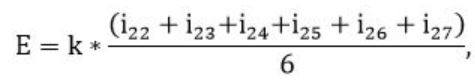 E = k * (i₂₂ + i₂₃+i₂₄+i₂₅ + i₂₆ + i₂₇)
6 ,